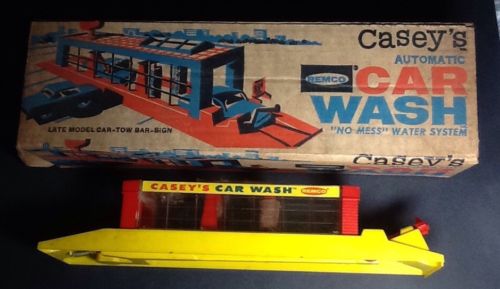 Casey's
AUTOMATIC
REMCO
CAR
WASH
"NO MESS" WATER SYSTEM
LATE MODEL CAR-TOW BAR-SIGN
Casey's
CASEY'S CAR WASH™ REMCO